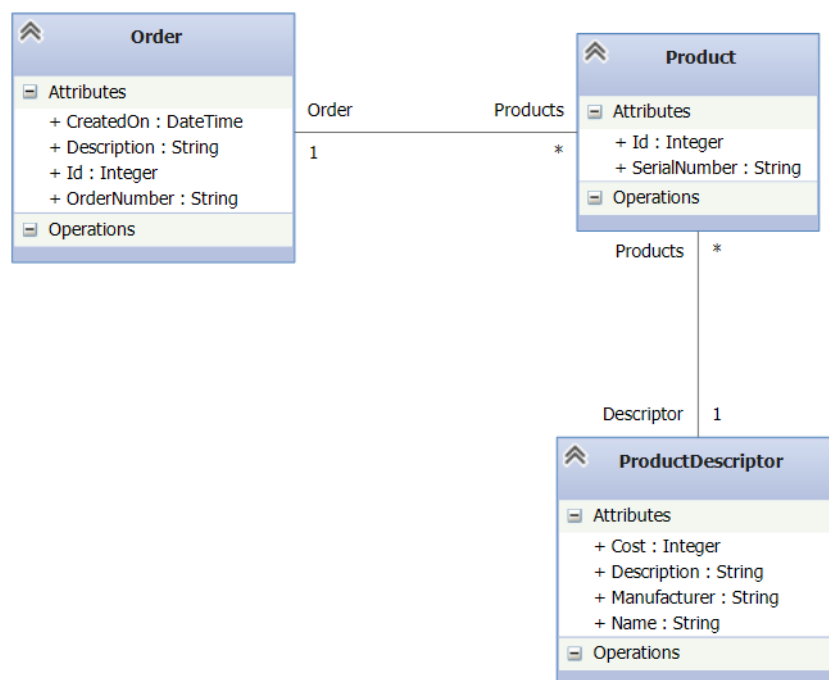 Order
Attributes
+ CreatedOn : DateTime
+ Description : String
+ Id : Integer
+ OrderNumber : String
Operations
Order
Products
1
*
Product
Attributes
+ Id : Integer
+ SerialNumber : String
Operations
Products
*
Descriptor
1
ProductDescriptor
Attributes
+ Cost : Integer
+ Description : String
+ Manufacturer : String
+ Name : String
Operations